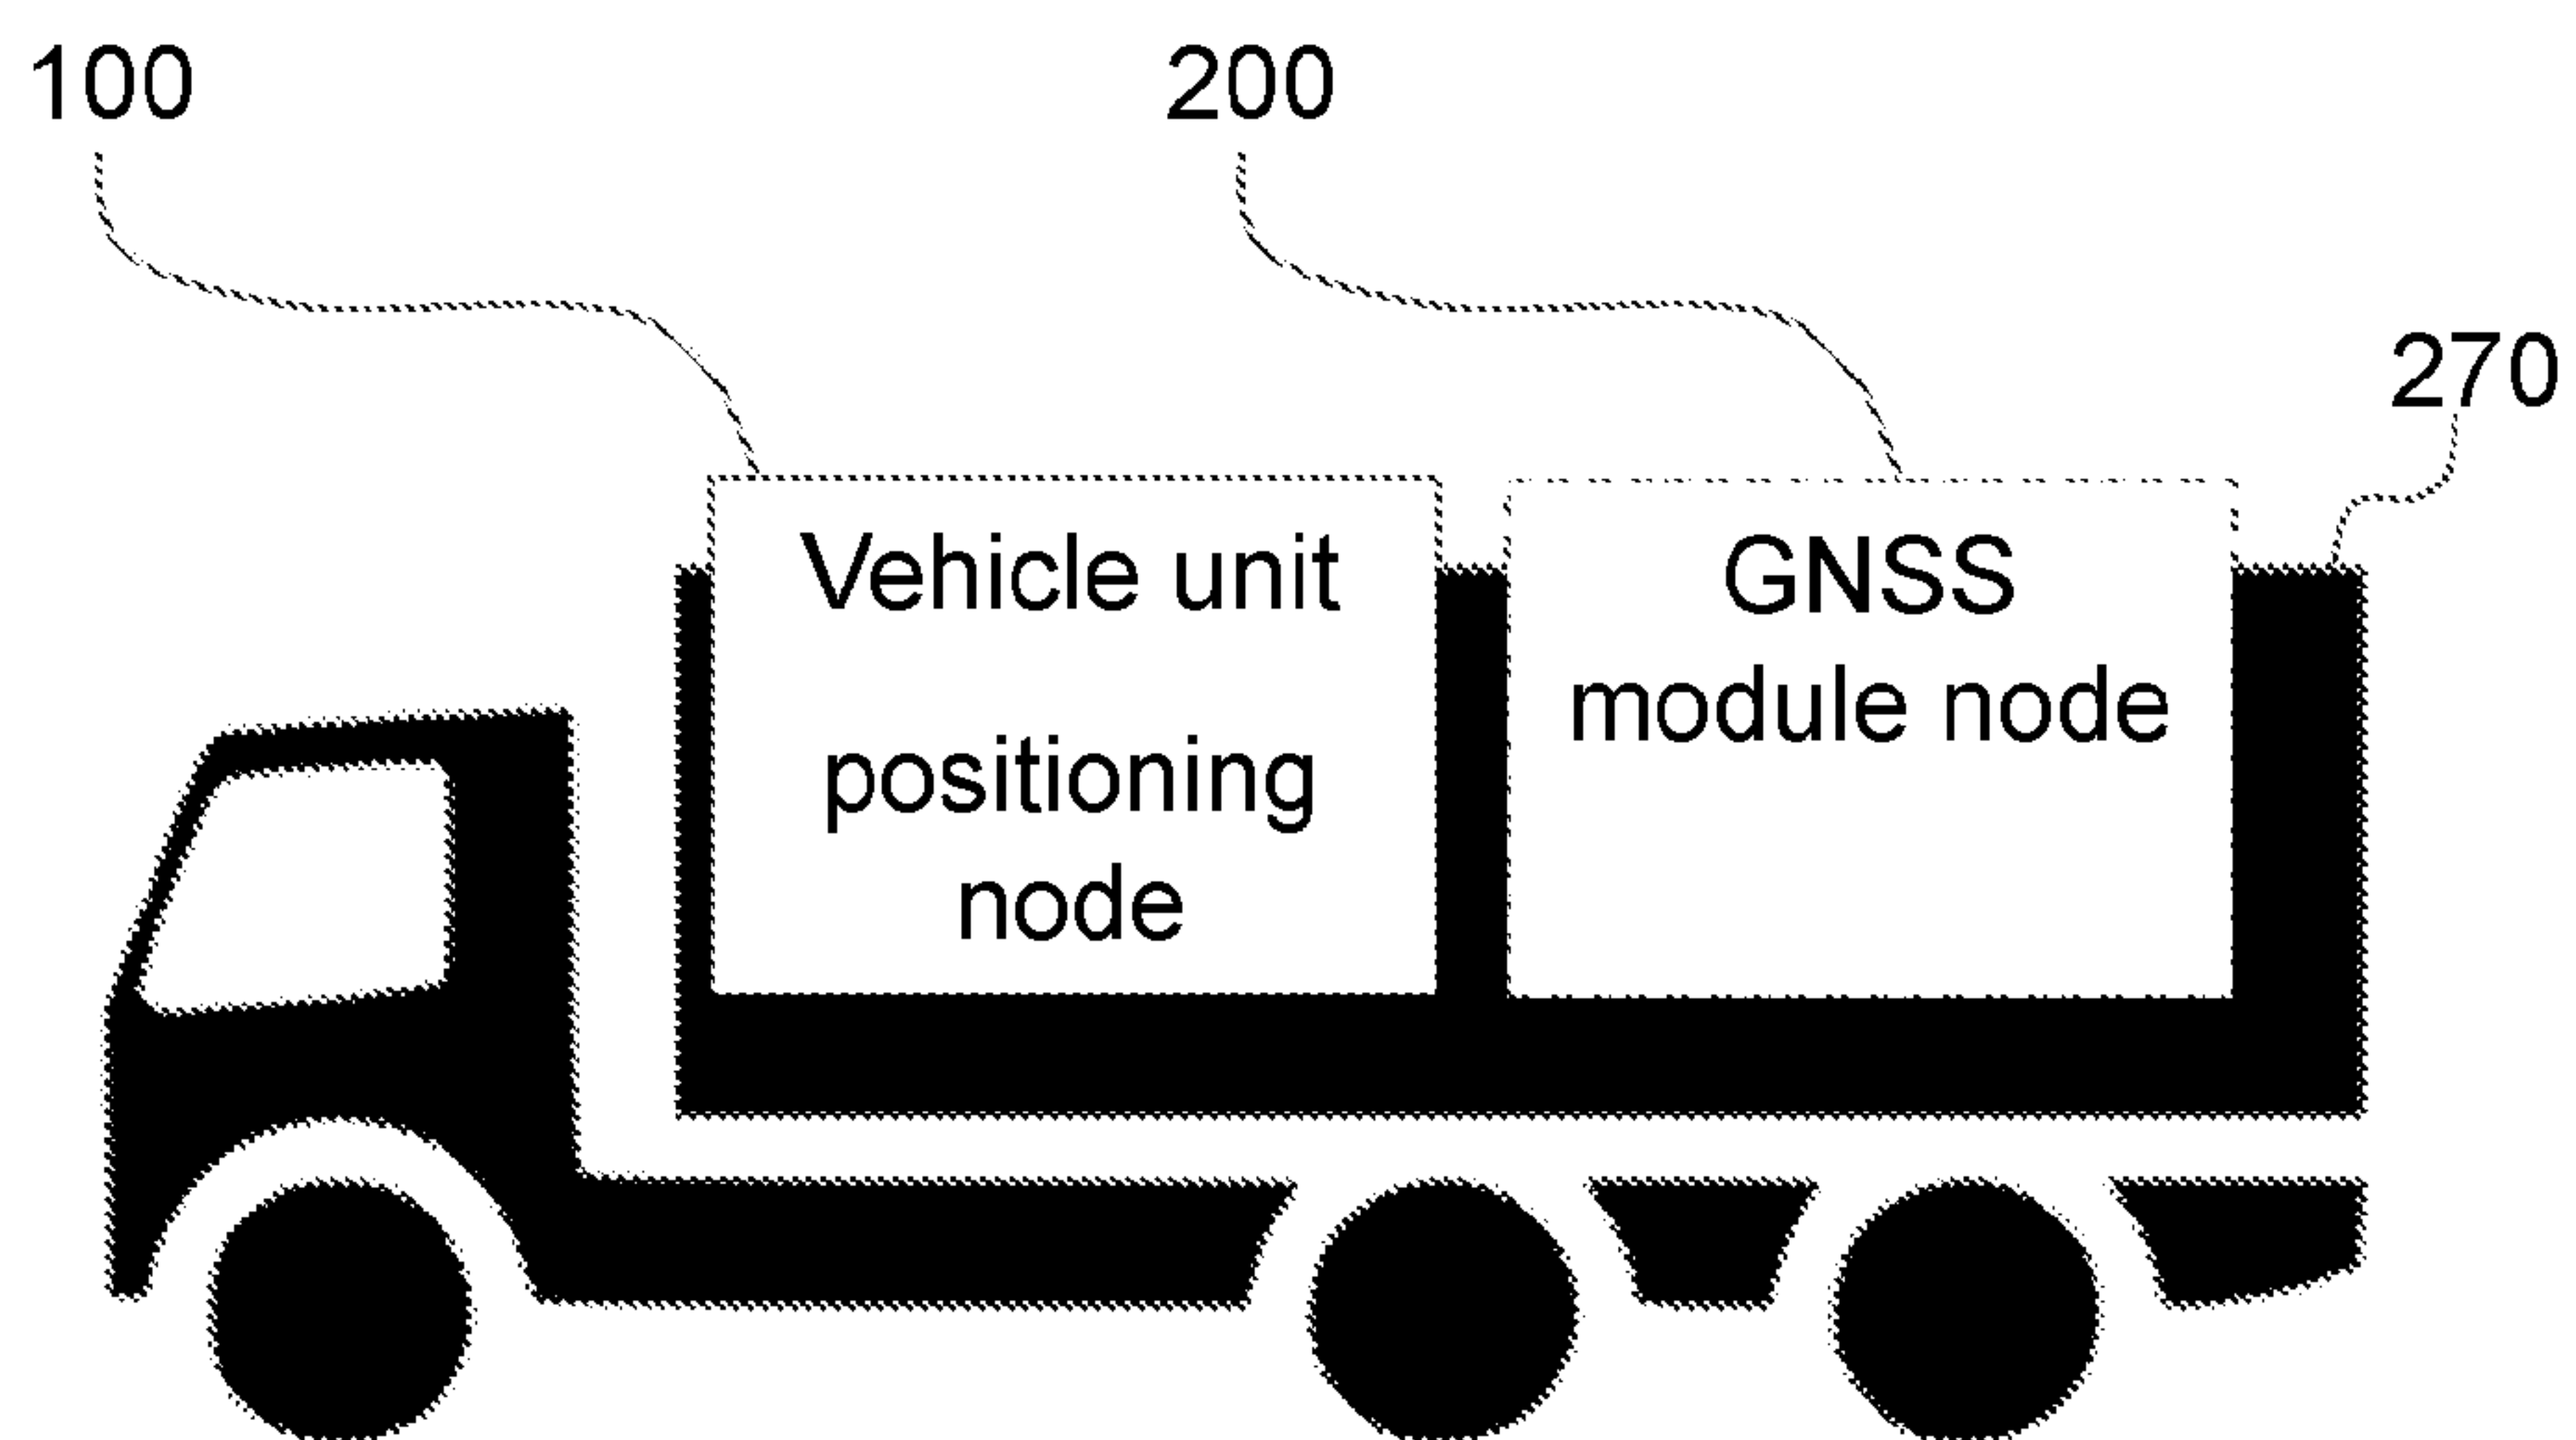 100
200
270
Vehicle unit
positioning
node
GNSS
module node